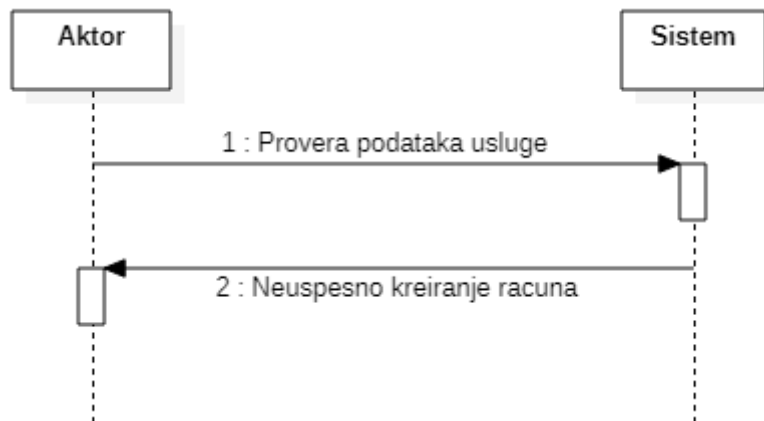 Aktor
Sistem
1 : Provera podataka usluge
2 : Neuspesno kreiranje racuna